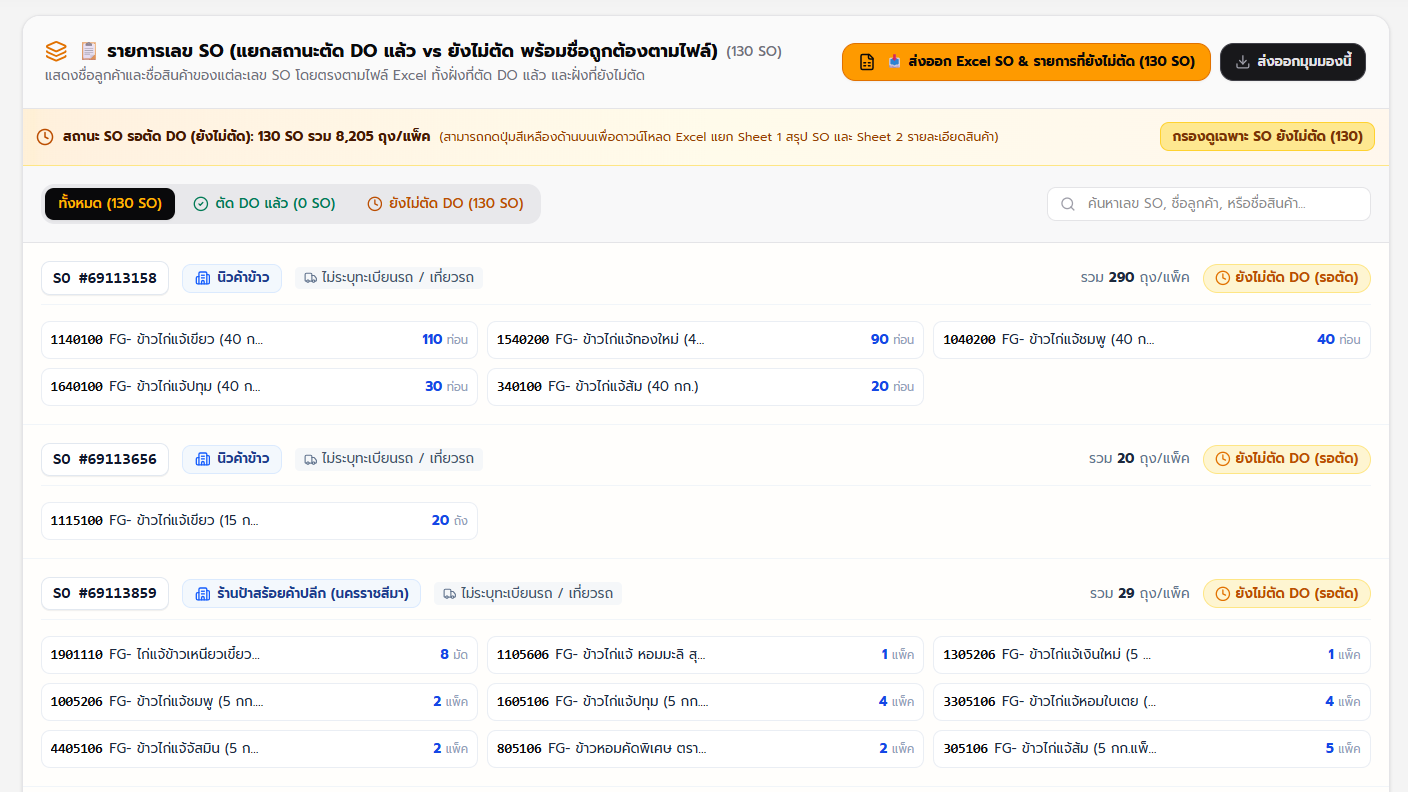 📋 รายการเลข SO (แยกสถานะตัด DO แล้ว vs ยังไม่ตัด พร้อมชื่อถูกต้องตามไฟล์) (130 SO)
แสดงชื่อลูกค้าและชื่อสินค้าของแต่ละเลข SO โดยตรงตามไฟล์ Excel ทั้งฝั่งที่ตัด DO แล้ว และฝั่งที่ยังไม่ตัด
📥 ส่งออก Excel SO & รายการที่ยังไม่ตัด (130 SO)
ส่งออกมุมมองนี้
สถานะ SO รอตัด DO (ยังไม่ตัด): 130 SO รวม 8,205 ถุง/แพ็ค (สามารถกดปุ่มสีเหลืองด้านบนเพื่อดาวน์โหลด Excel แยก Sheet 1 สรุป SO และ Sheet 2 รายละเอียดสินค้า)
กรองดูเฉพาะ SO ยังไม่ตัด (130)
ทั้งหมด (130 SO)
ตัด DO แล้ว (0 SO)
ยังไม่ตัด DO (130 SO)
ค้นหาเลข SO, ชื่อลูกค้า, หรือชื่อสินค้า...
SO #69113158
นิวค้าข้าว
ไม่ระบุทะเบียนรถ / เที่ยวรถ
รวม 290 ถุง/แพ็ค
ยังไม่ตัด DO (รอตัด)
1140100 FG- ข้าวไก่แจ้เขียว (40 ก... 110 ท่อน
1540200 FG- ข้าวไก่แจ้ทองใหม่ (4... 90 ท่อน
1040200 FG- ข้าวไก่แจ้ชมพู (40 ก... 40 ท่อน
1640100 FG- ข้าวไก่แจ้ปทุม (40 ก... 30 ท่อน
340100 FG- ข้าวไก่แจ้ส้ม (40 กก.) 20 ท่อน
SO #69113656
นิวค้าข้าว
ไม่ระบุทะเบียนรถ / เที่ยวรถ
รวม 20 ถุง/แพ็ค
ยังไม่ตัด DO (รอตัด)
1115100 FG- ข้าวไก่แจ้เขียว (15 ก... 20 ถัง
SO #69113859
ร้านป้าสร้อยค้าปลีก (นครราชสีมา)
ไม่ระบุทะเบียนรถ / เที่ยวรถ
รวม 29 ถุง/แพ็ค
ยังไม่ตัด DO (รอตัด)
1901110 FG- ไก่แจ้ข้าวเหนียวเขี้ยว... 8 มัด
1105606 FG- ข้าวไก่แจ้ หอมมะลิ สุ... 1 แพ็ค
1305206 FG- ข้าวไก่แจ้เงินใหม่ (5 ... 1 แพ็ค
1005206 FG- ข้าวไก่แจ้ชมพู (5 กก.... 2 แพ็ค
1605106 FG- ข้าวไก่แจ้ปทุม (5 กก.... 4 แพ็ค
3305106 FG- ข้าวไก่แจ้หอมใบเตย (... 4 แพ็ค
4405106 FG- ข้าวไก่แจ้จัสมิน (5 ก... 2 แพ็ค
805106 FG- ข้าวหอมคัดพิเศษ ตรา... 2 แพ็ค
305106 FG- ข้าวไก่แจ้ส้ม (5 กก.แพ็... 5 แพ็ค